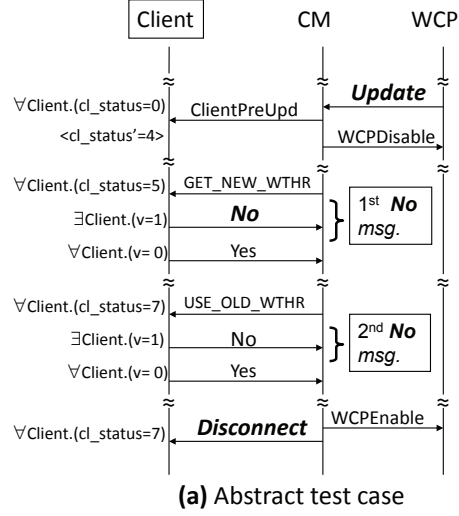 Client CM WCP
Update
∀Client.(cl_status=0) ClientPreUpd
<cl_status'=4> WCPDisable
∀Client.(cl_status=5) GET_NEW_WTHR
∃Client.(v=1) No
1st No
msg.
∀Client.(v= 0) Yes
∀Client.(cl_status=7) USE_OLD_WTHR
∃Client.(v=1) No
2nd No
msg.
∀Client.(v= 0) Yes
WCPEnable
∀Client.(cl_status=7) Disconnect
(a) Abstract test case